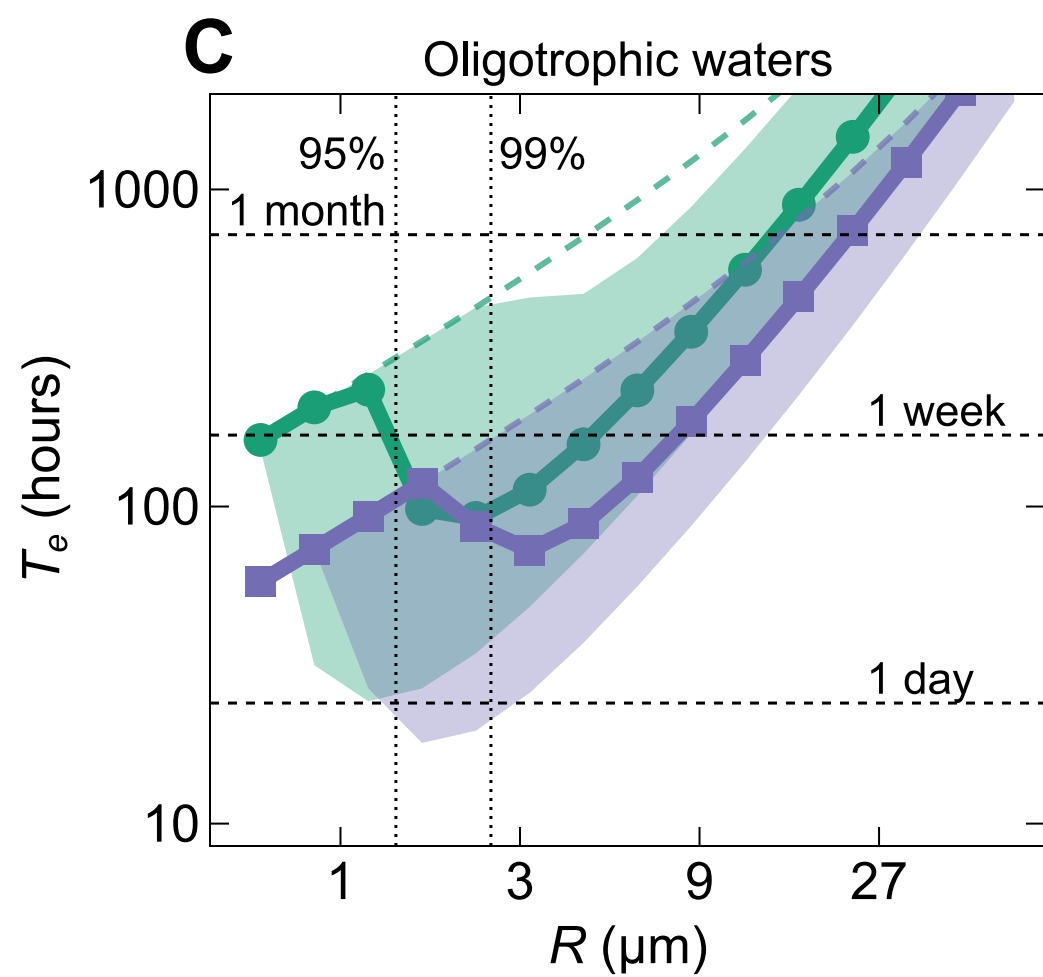 C
Oligotrophic waters
95%
99%
1000
1 month
1 week
100
1 day
10
1
3
9
27
T_e (hours)
R (μm)